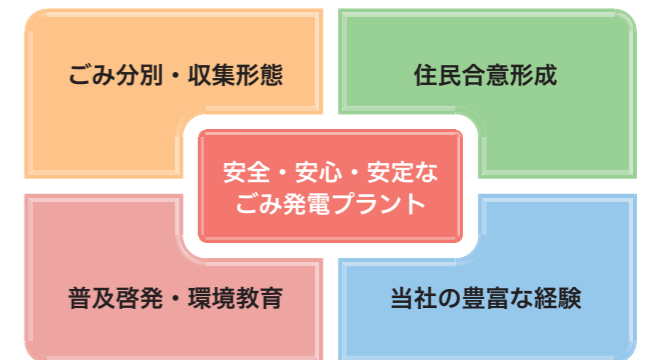 ごみ分別・収集形態
住民合意形成
安全・安心・安定な
ごみ発電プラント
普及啓発・環境教育
当社の豊富な経験